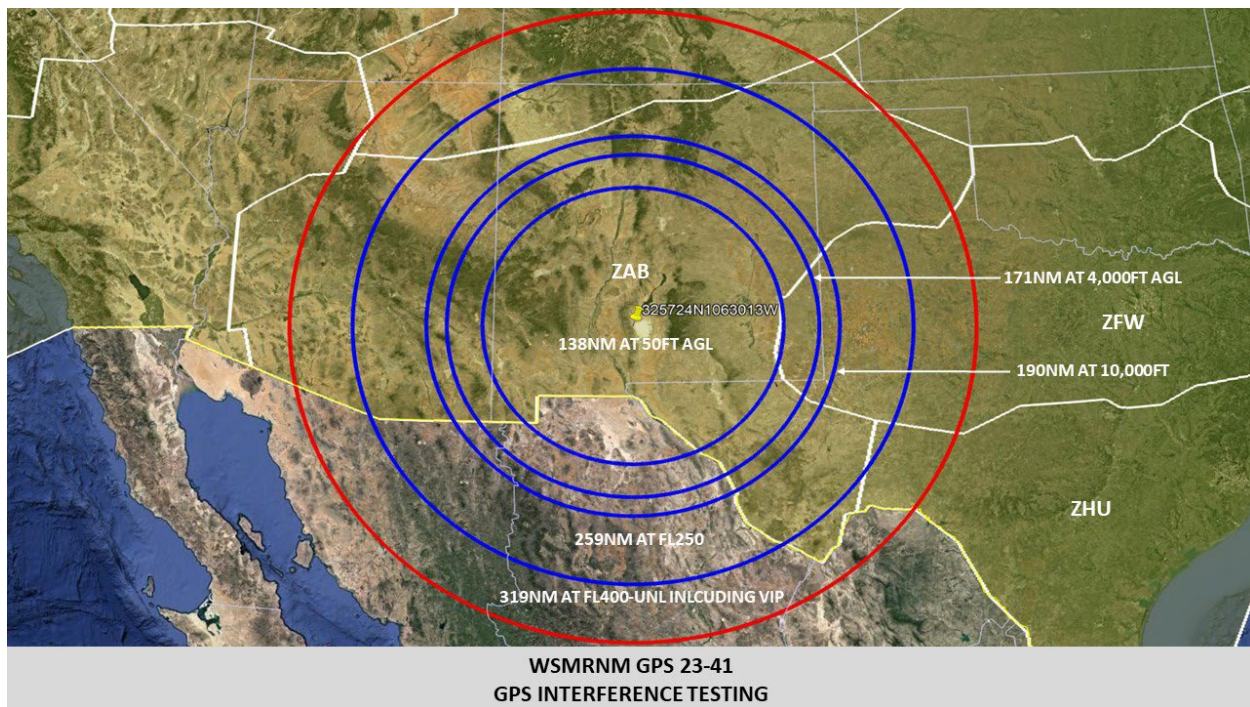 ZAB
325724N1063013W
138NM AT 50FT AGL
171NM AT 4,000FT AGL
ZFW
190NM AT 10,000FT
ZHU
259NM AT FL250
319NM AT FL400-UNL INLCUDING VIP
WSMRNM GPS 23-41
GPS INTERFERENCE TESTING